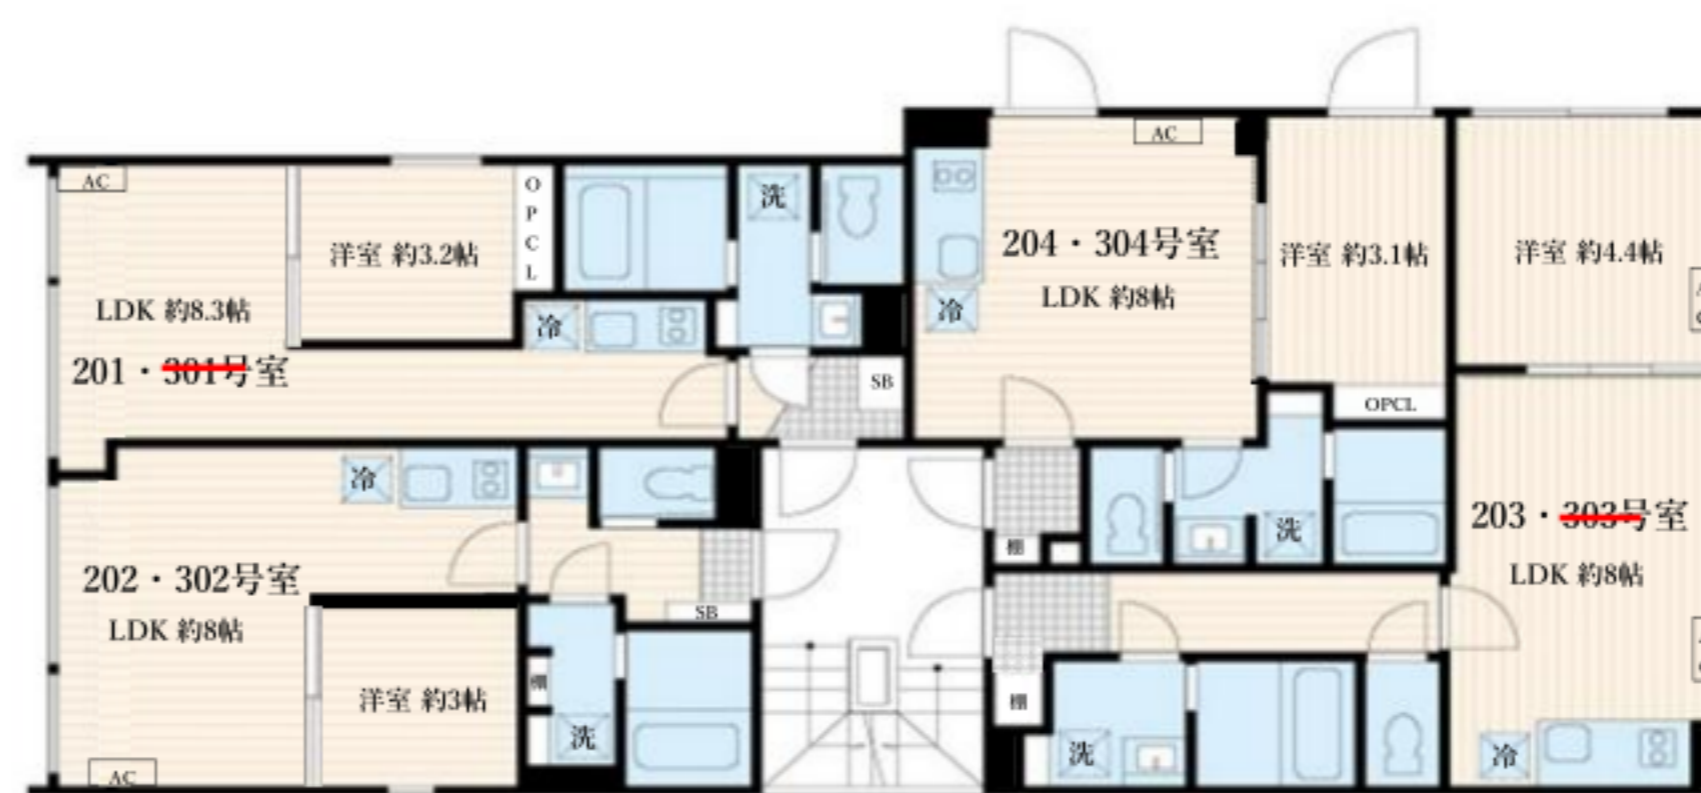 AC
AC
OPCL
洗
洋室 約3.2帖
204・304号室
洋室 約3.1帖
洋室 約4.4帖
LDK 約8.3帖
冷
LDK 約8帖
冷
201・301号室
SB
OPCL
冷
棚
洗
203・303号室
202・302号室
LDK 約8帖
LDK 約8帖
SB
棚
洋室 約3帖
棚
洗
洗
冷
AC